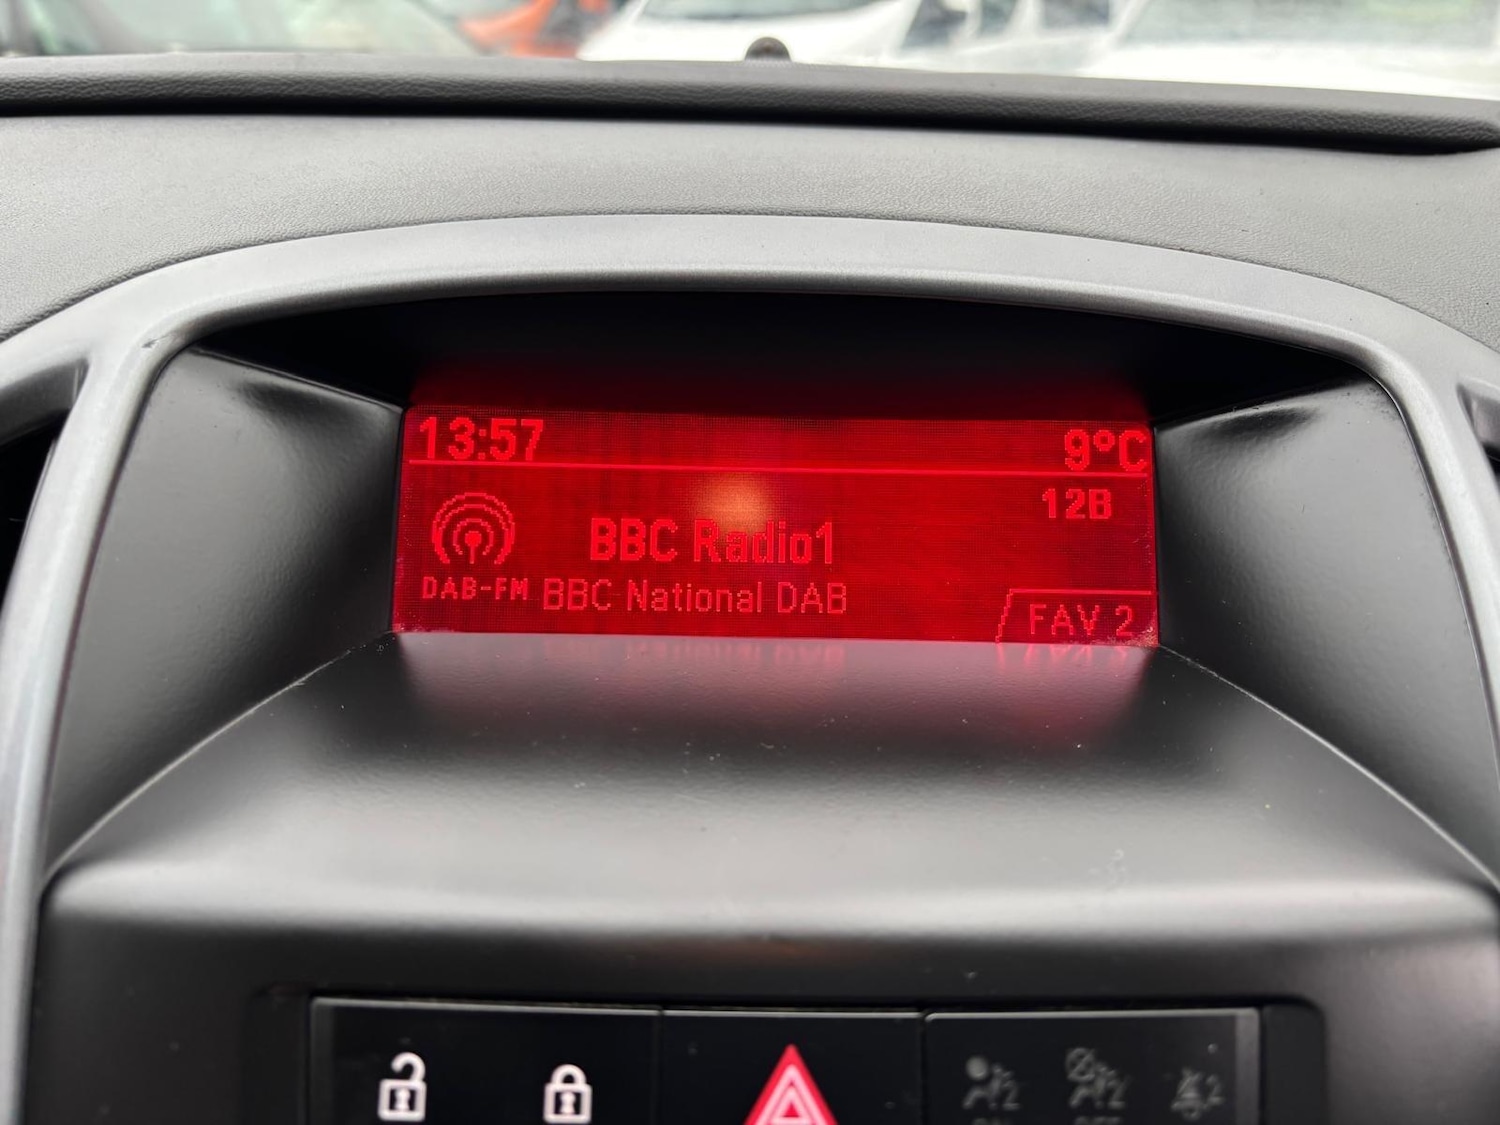 13:57 9°C
12B
BBC Radio1
DAB-FM BBC National DAB
FAV 2